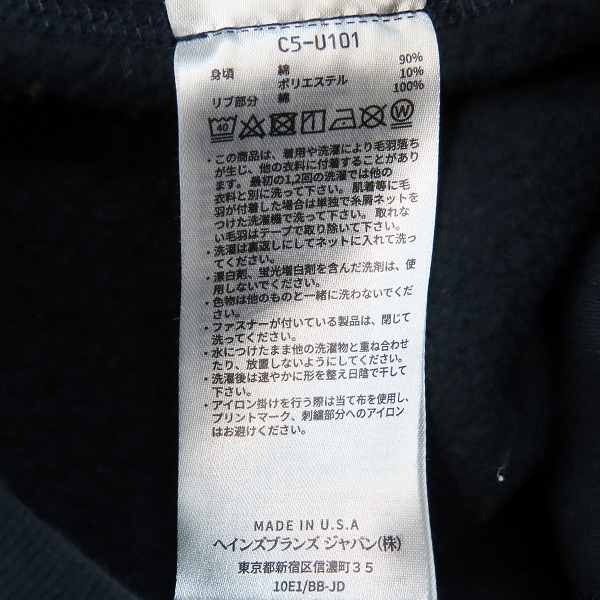 C5-U101
身頃 綿 90%
ポリエステル 10%
リブ部分 綿 100%
40 W
・この商品は、着用や洗濯により毛羽落ち
が生じ、他の衣料に付着することがあり
ます。最初の1,2回の洗濯では他の
衣料と別に洗って下さい。肌着等に毛
羽が付着した場合は単独で糸屑ネットを
つけた洗濯機で洗って下さい。取れな
い毛羽はテープで取り除いて下さい。
・洗濯は裏返しにしてネットに入れて洗っ
てください。
・漂白剤、蛍光増白剤を含んだ洗剤は、使
用しないでください。
・色物は他のものと一緒に洗わないでくだ
さい。
・ファスナーが付いている製品は、閉じて
洗ってください。
・水につけたまま他の洗濯物と重ね合わせ
たり、放置しないようにしてください。
・洗濯後は速やかに形を整え日陰で干して
下さい。
・アイロン掛けを行う際は当て布を使用し、
プリントマーク、刺繍部分へのアイロン
はお避けください。
MADE IN U.S.A
ヘインズブランズ ジャパン(株)
東京都新宿区信濃町35
10E1/BB-JD